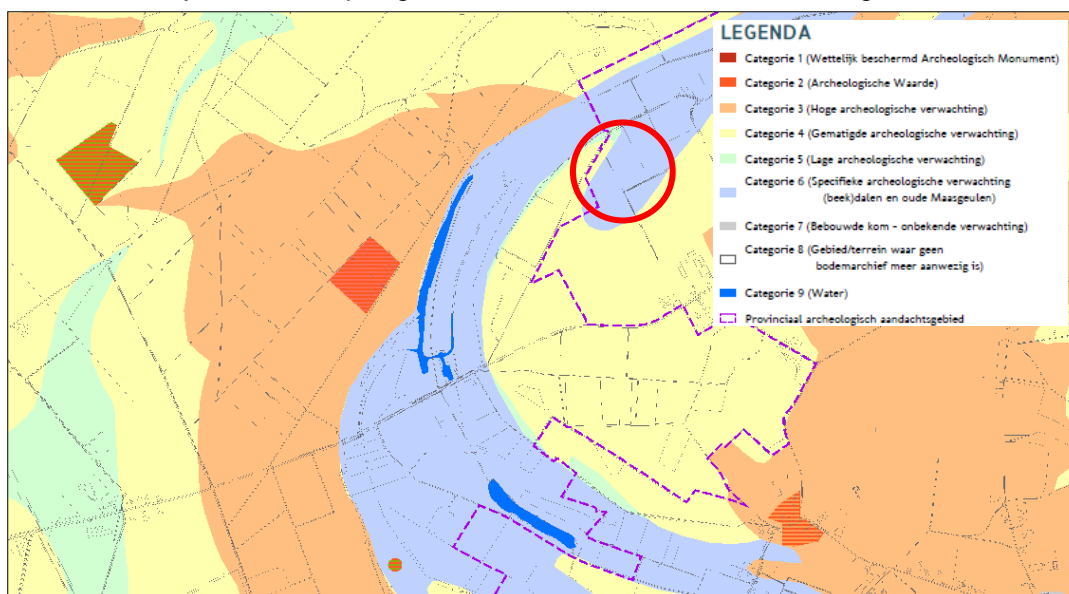 LEGENDA
Categorie 1 (Wettelijk beschermd Archeologisch Monument)
Categorie 2 (Archeologische Waarde)
Categorie 3 (Hoge archeologische verwachting)
Categorie 4 (Gematigde archeologische verwachting)
Categorie 5 (Lage archeologische verwachting)
Categorie 6 (Specifieke archeologische verwachting
(beek)dalen en oude Maasgeulen)
Categorie 7 (Bebouwde kom - onbekende verwachting)
Categorie 8 (Gebied/terrein waar geen
bodemarchief meer aanwezig is)
Categorie 9 (Water)
Provinciaal archeologisch aandachtsgebied